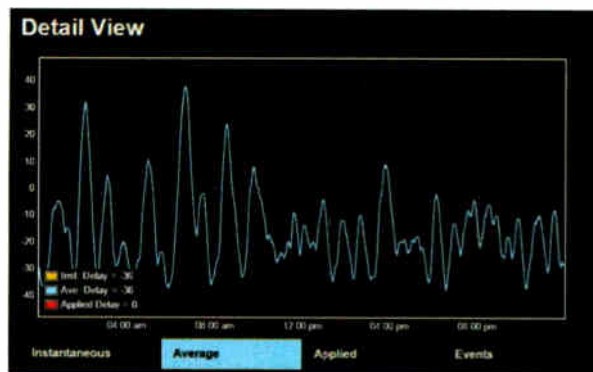 Detail View
40
30
20
10
0
-10
-20
-30
-40
Inst. Delay = -36
Ave. Delay = -36
Applied Delay = 0
04:00 am
08:00 am
12:00 pm
04:00 pm
08:00 pm
Instantaneous Average Applied Events